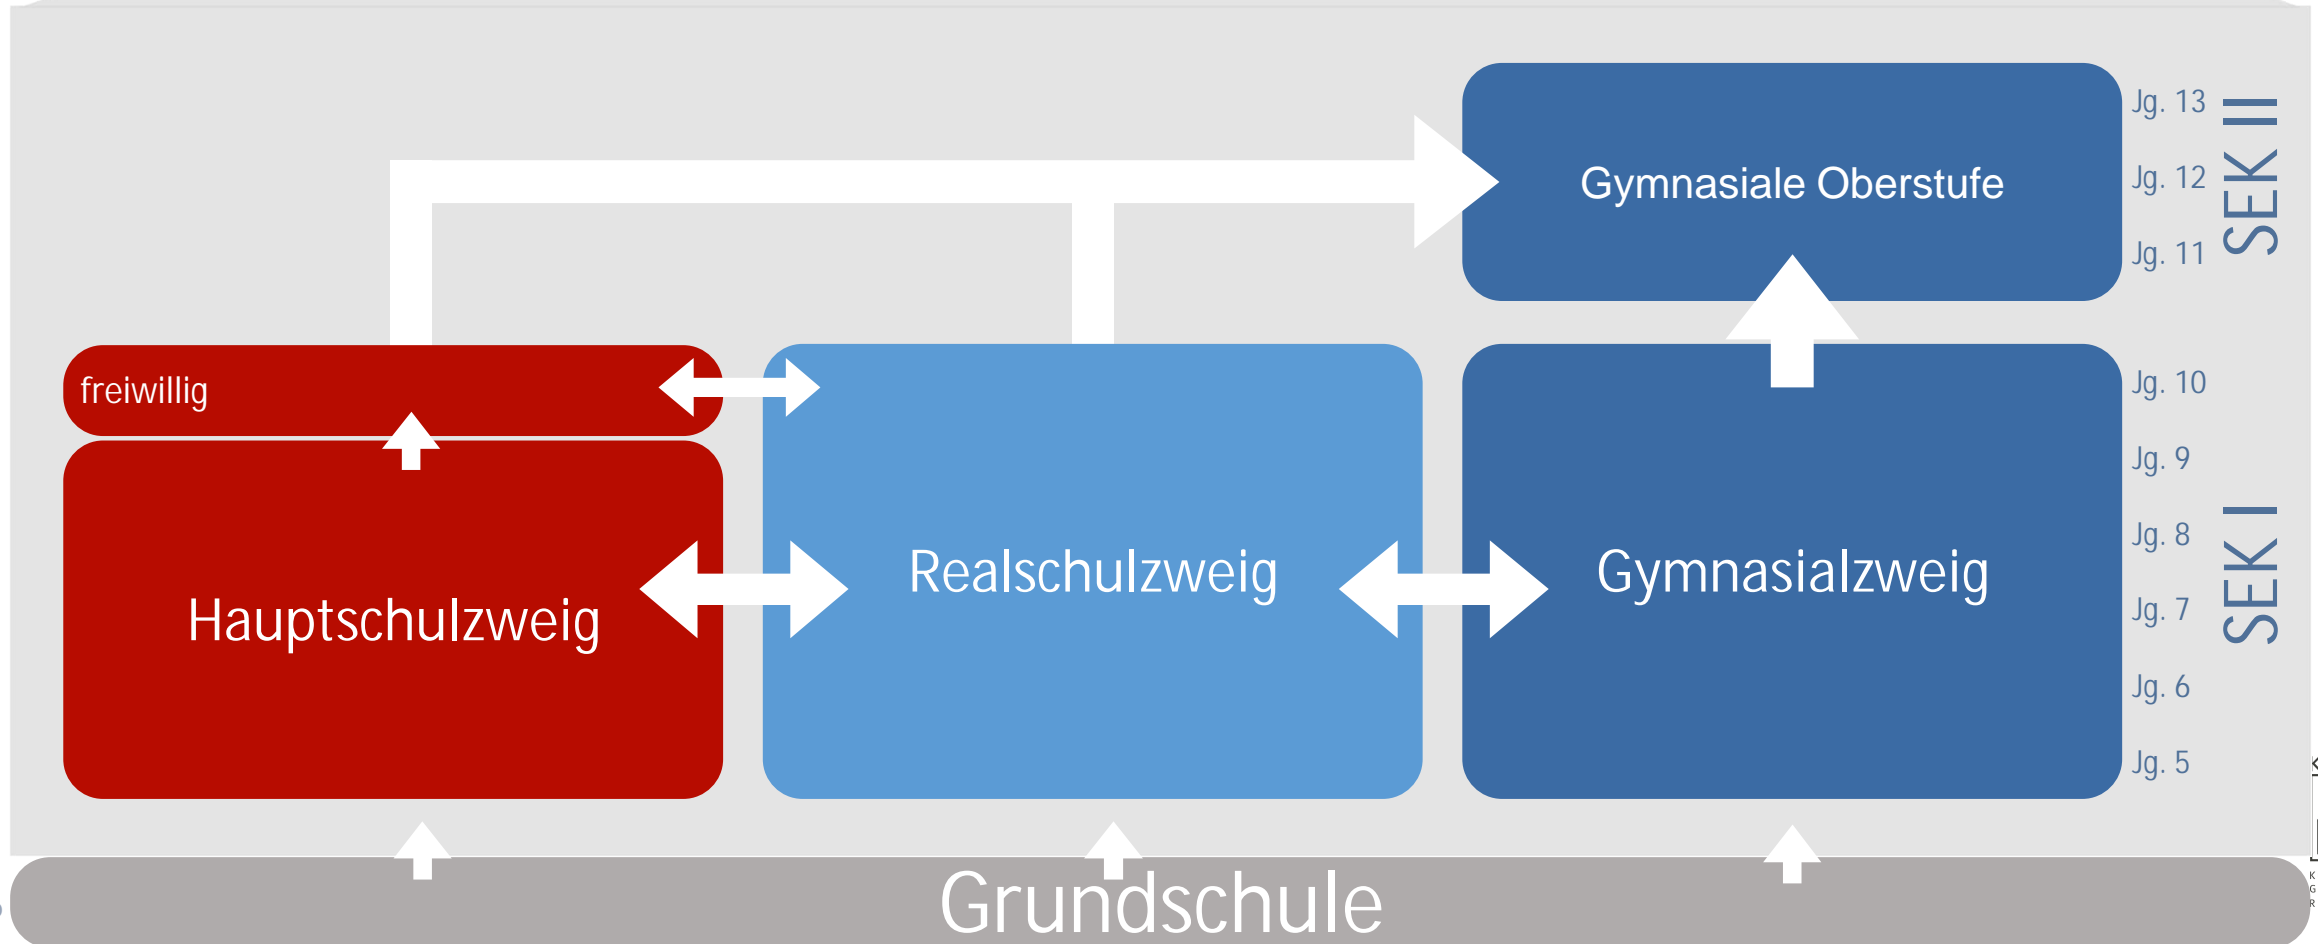 Jg. 13
Jg. 12
Jg. 11
SEK III
Gymnasiale Oberstufe
freiwillig
Hauptschulzweig
Realschulzweig
Gymnasialzweig
Jg. 10
Jg. 9
Jg. 8
Jg. 7
Jg. 6
Jg. 5
SEK I
Grundschule
K
G
R